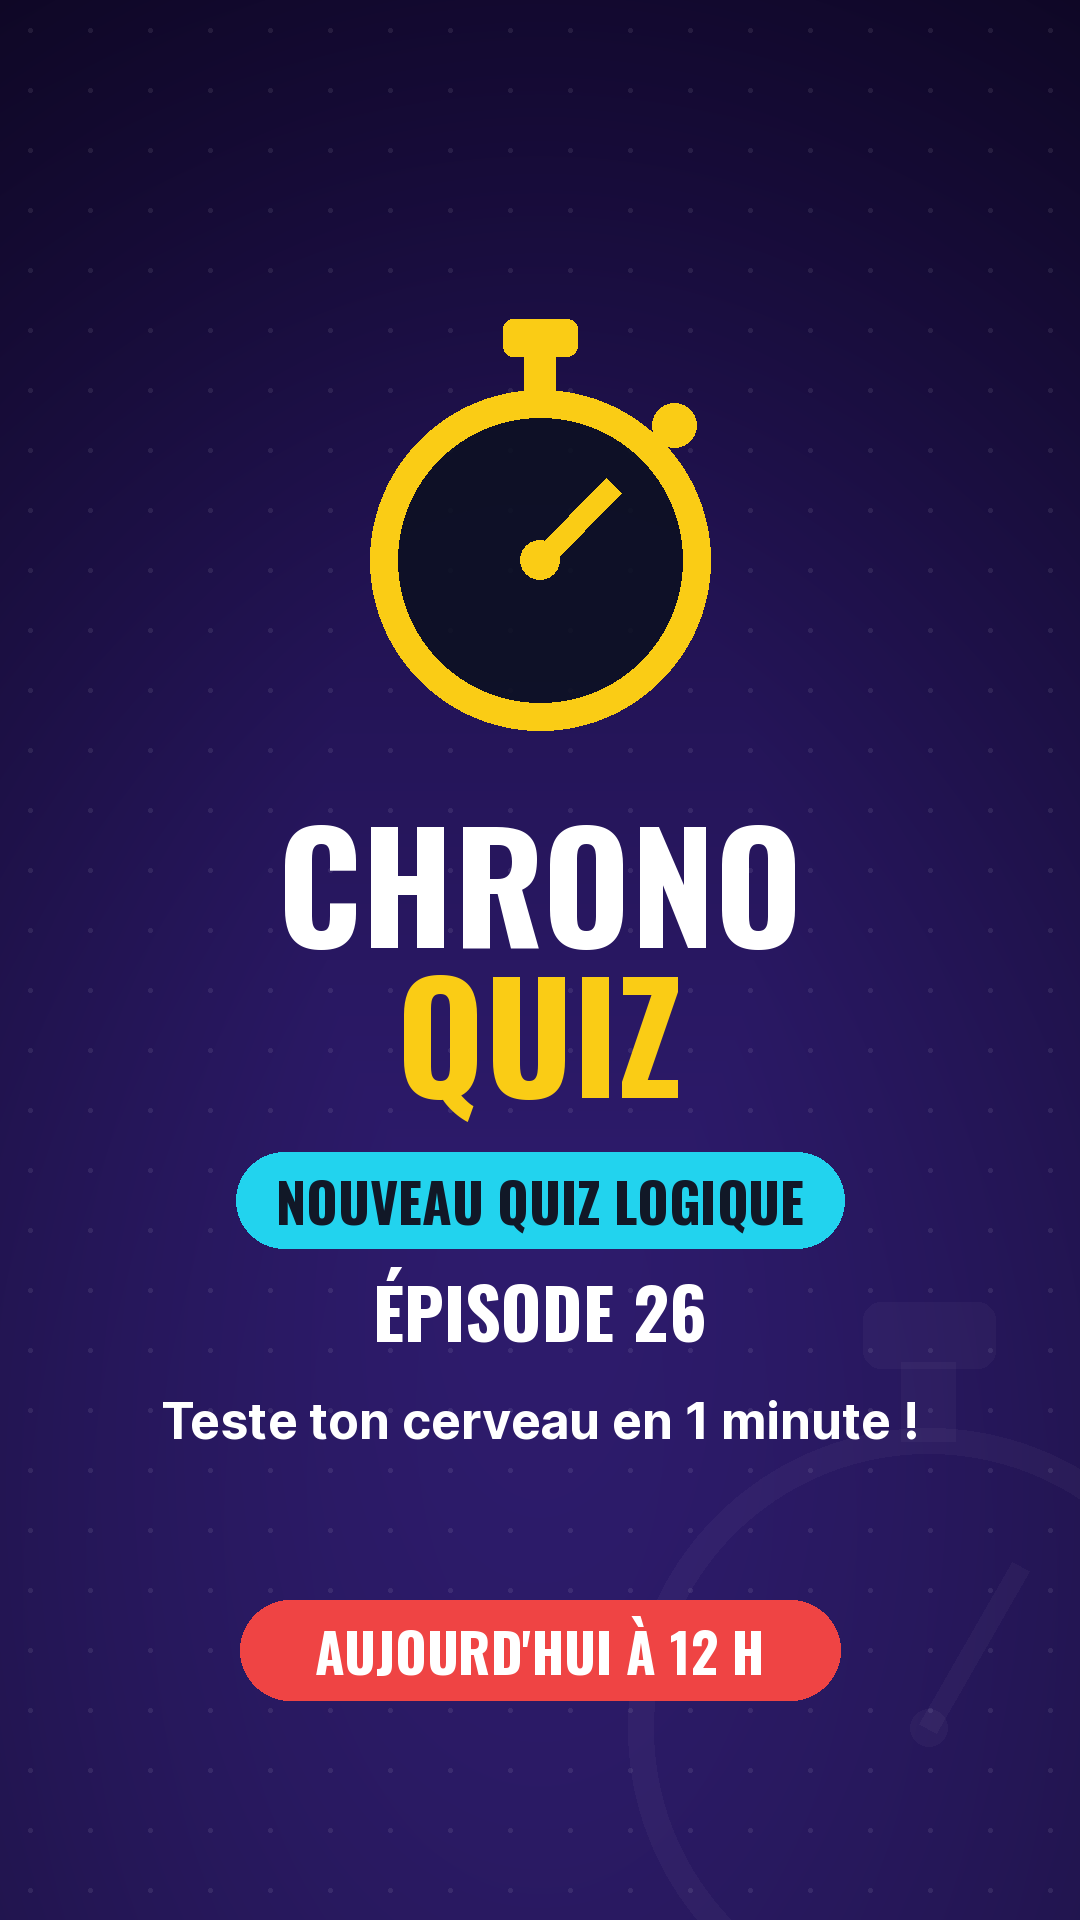 CHRONO
QUIZ
NOUVEAU QUIZ LOGIQUE
ÉPISODE 26
Teste ton cerveau en 1 minute !
AUJOURD'HUI À 12 H